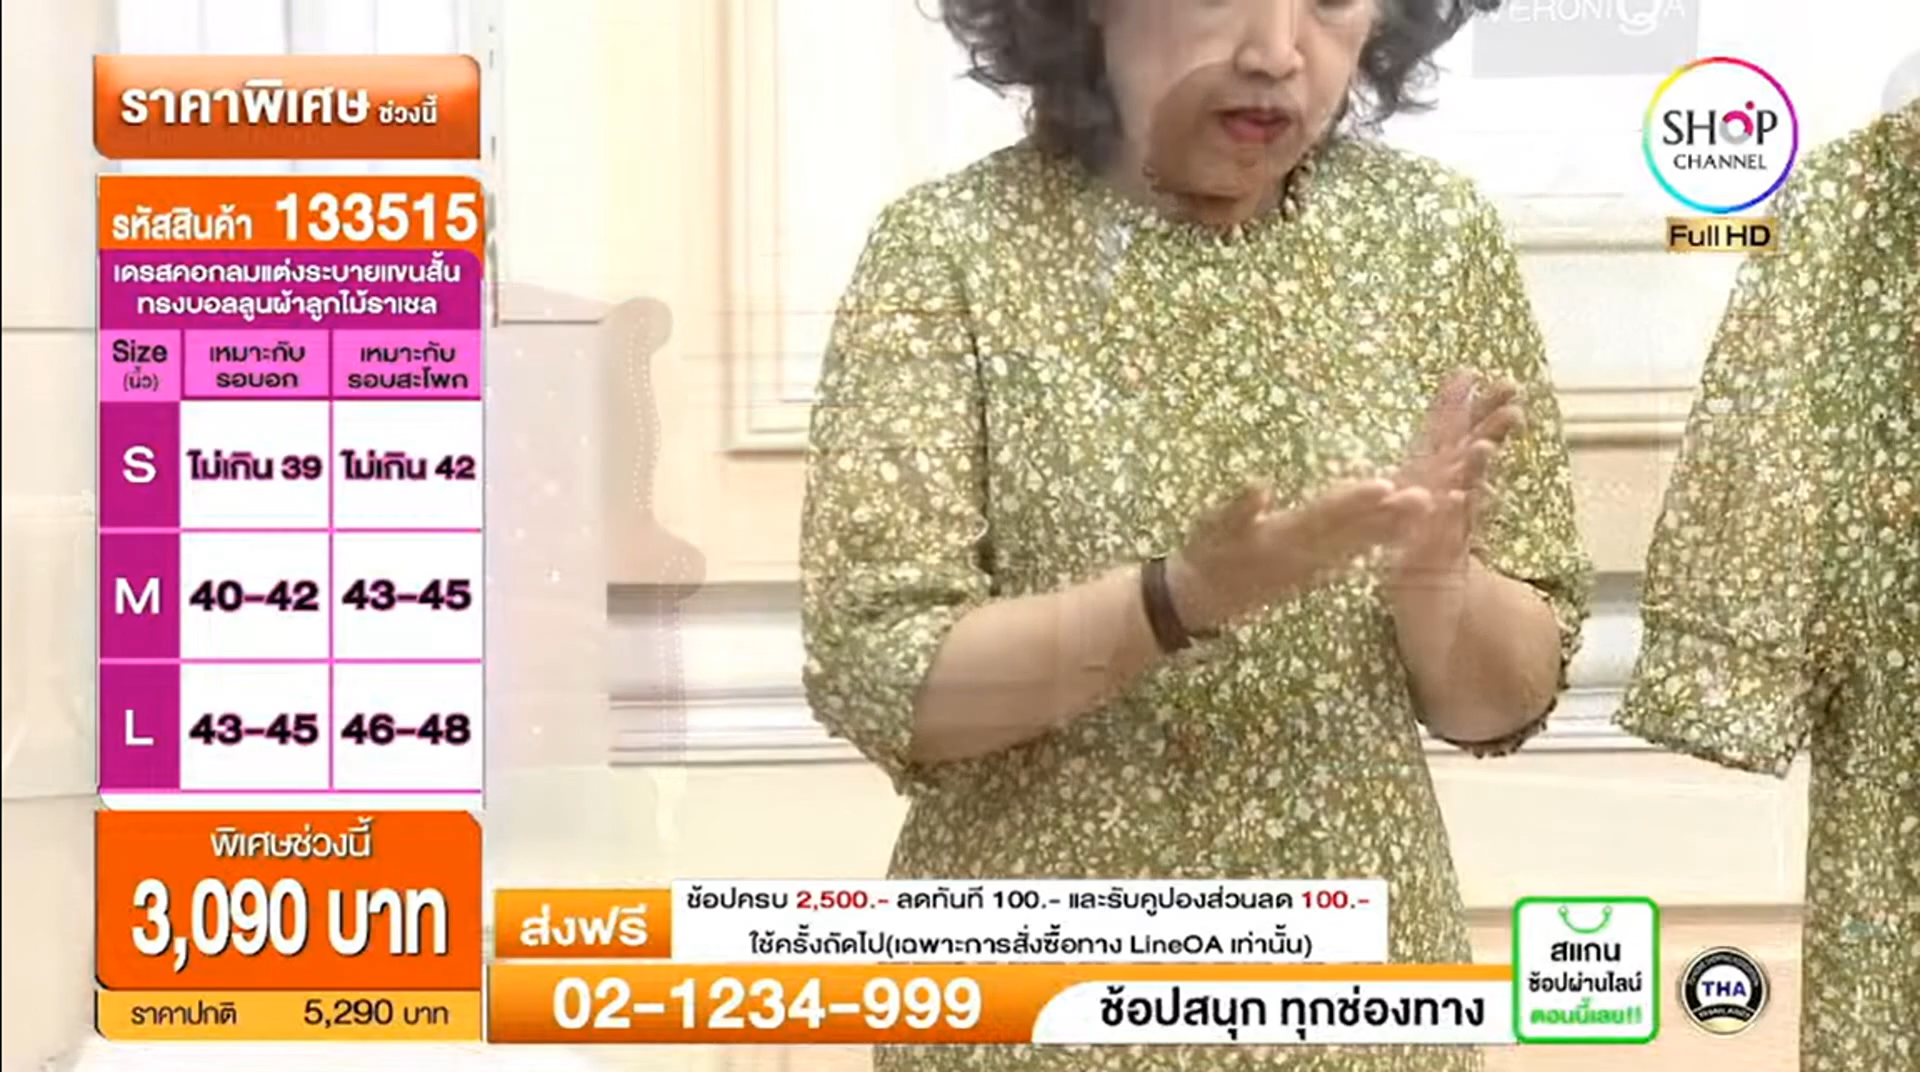 ราคาพิเศษ ช่วงนี้
รหัสสินค้า 133515
เดรสคอกลมแต่งระบายแขนสั้น
ทรงบอลลูนผ้าลูกไม้ราเชล
Size (นิ้ว) เหมาะกับรอบอก เหมาะกับรอบสะโพก
S ไม่เกิน 39 ไม่เกิน 42
M 40-42 43-45
L 43-45 46-48
พิเศษช่วงนี้
3,090 บาท
ราคาปกติ 5,290 บาท
ส่งฟรี
ช้อปครบ 2,500.- ลดทันที 100.- และรับคูปองส่วนลด 100.-
ใช้ครั้งถัดไป(เฉพาะการสั่งซื้อทาง LineOA เท่านั้น)
02-1234-999
ช้อปสนุก ทุกช่องทาง
สแกน
ช้อปผ่านไลน์
ตอนนี้เลย!!
THA
VERONIQA
SHOP
CHANNEL
Full HD